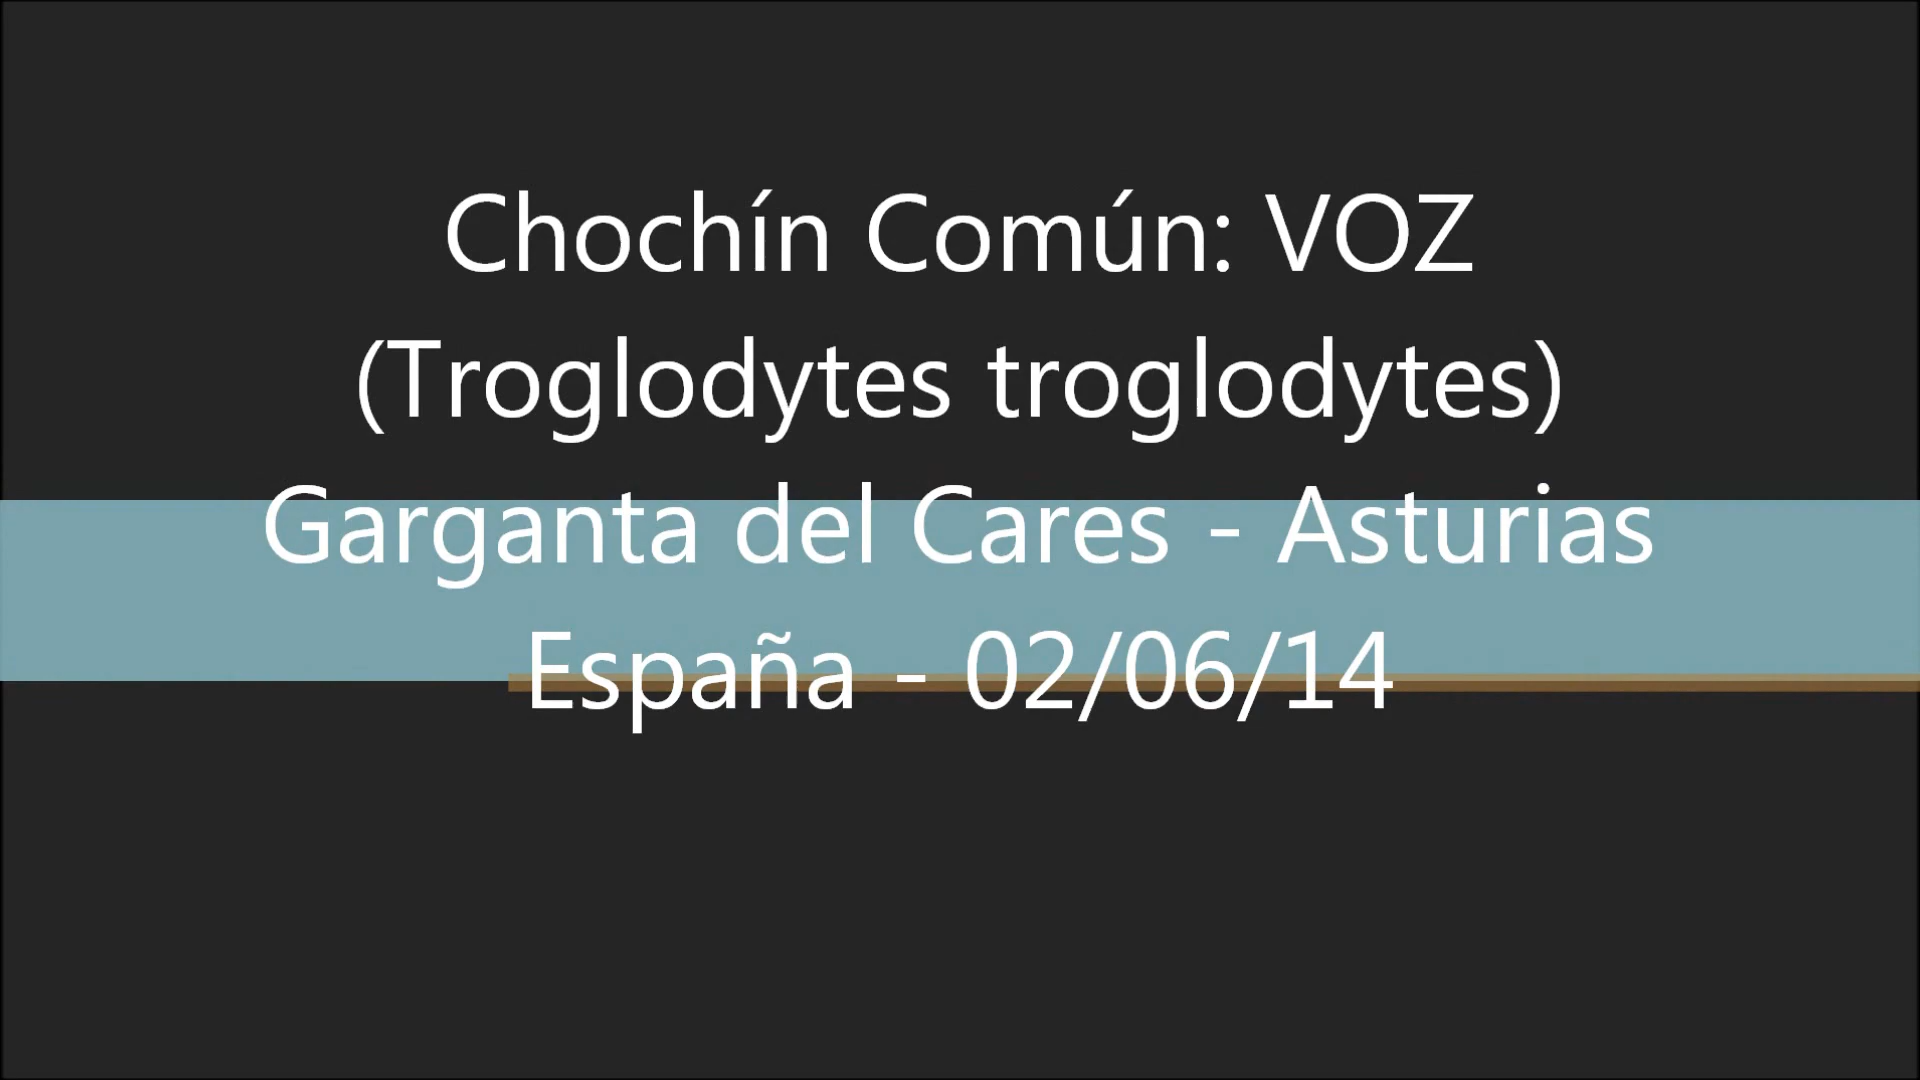 Chochín Común: VOZ
(Troglodytes troglodytes)
Garganta del Cares - Asturias
España - 02/06/14